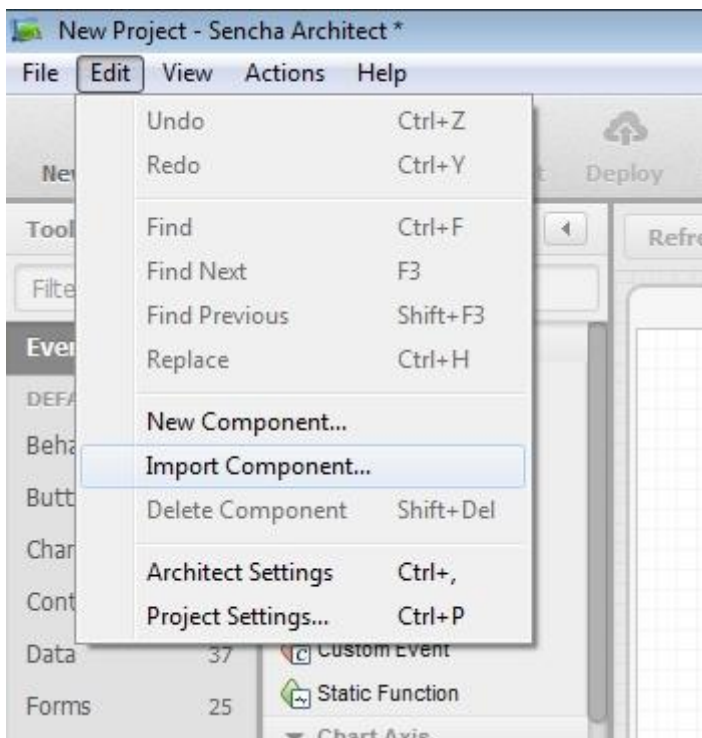 New Project - Sencha Architect *
File Edit View Actions Help
Undo Ctrl+Z
Redo Ctrl+Y
Deploy
Find Ctrl+F
Find Next F3
Find Previous Shift+F3
Replace Ctrl+H
New Component...
Import Component...
Delete Component Shift+Del
Architect Settings Ctrl+,
Project Settings... Ctrl+P
Data 37
Custom Event
Forms 25
Static Function
Chart Axis